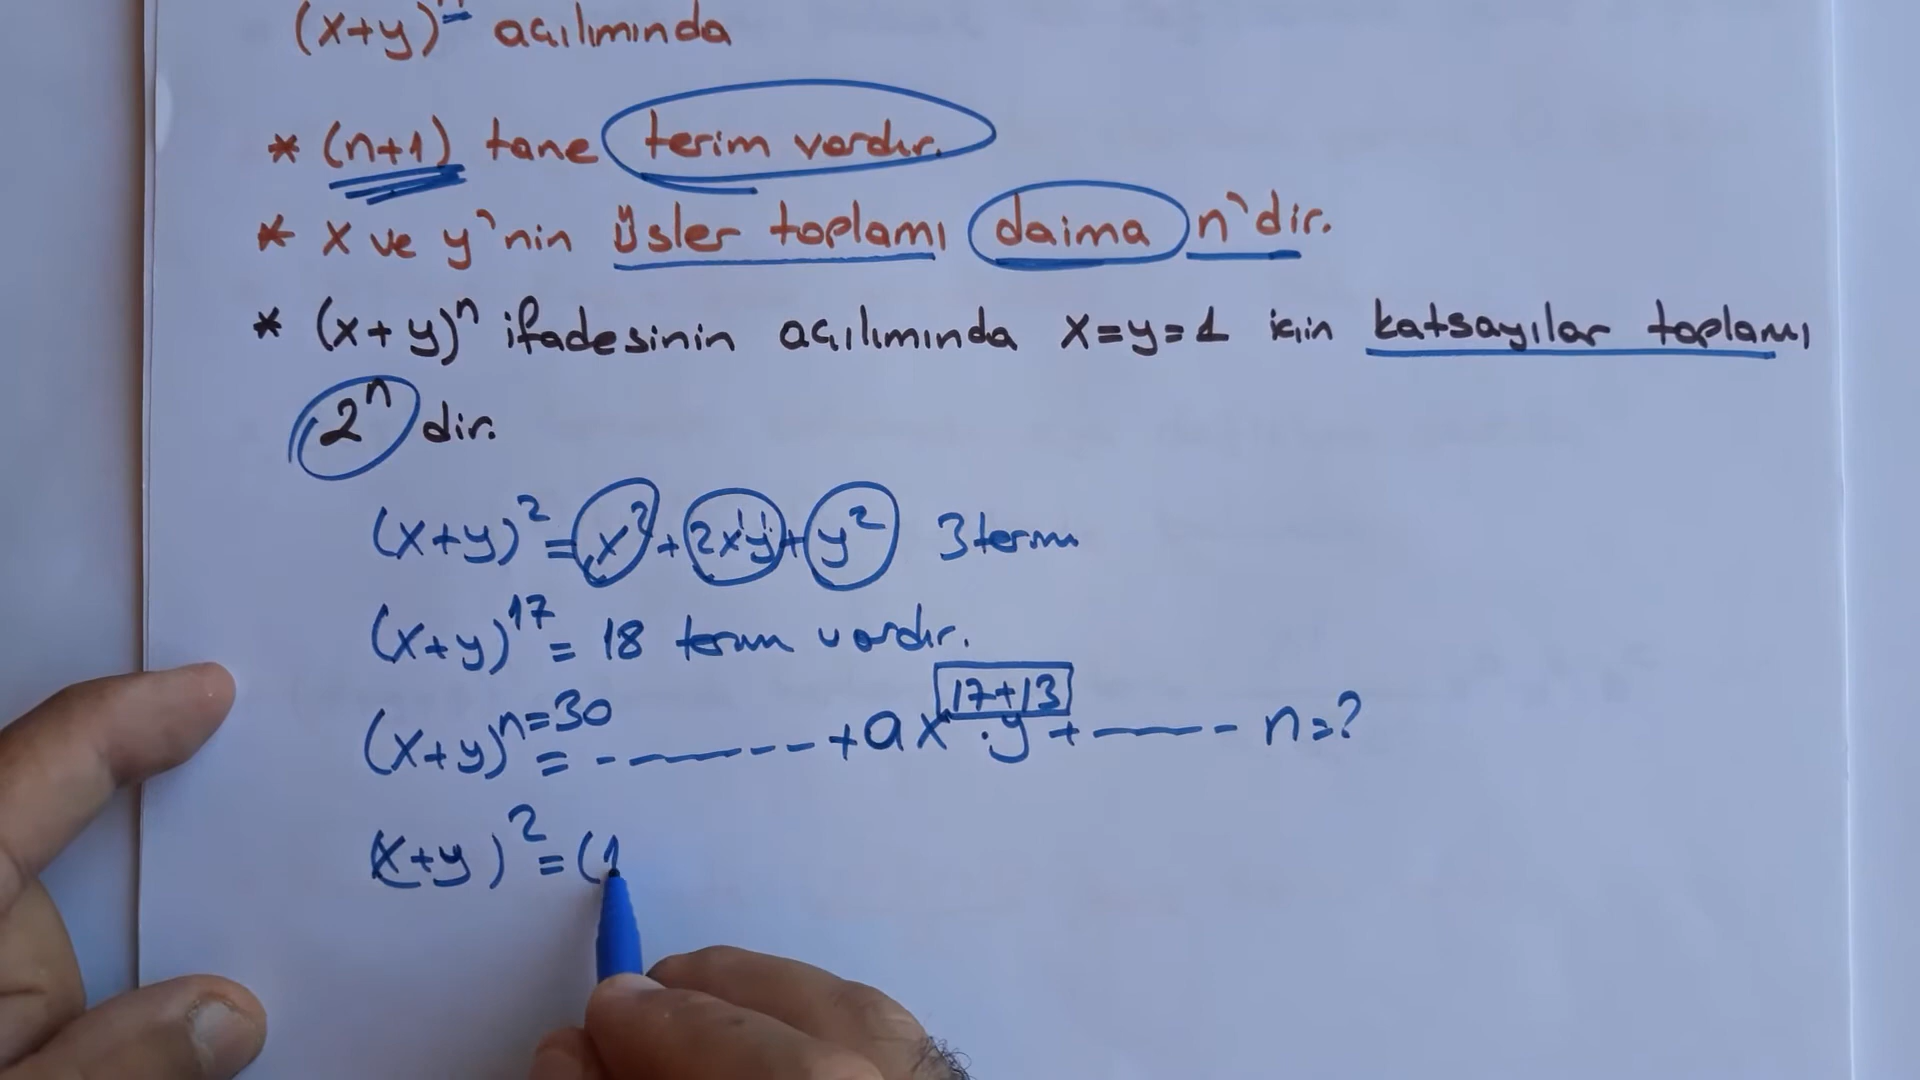 (x+y)ⁿ açılımında
* (n+1) tane terim vardır.
* x ve y'nin üsler toplamı daima n'dir.
* (x+y)ⁿ ifadesinin açılımında x=y=1 için katsayılar toplamı
2ⁿ dir.
(x+y)² = x² + 2x¹y¹ + y² 3 terim
(x+y)¹⁷ = 18 terim vardır.
(x+y)ⁿ⁼³⁰ = - - - - - - - + a x¹⁷ . y⁺¹³ + - - - - - n=?
(x+y)² = (1